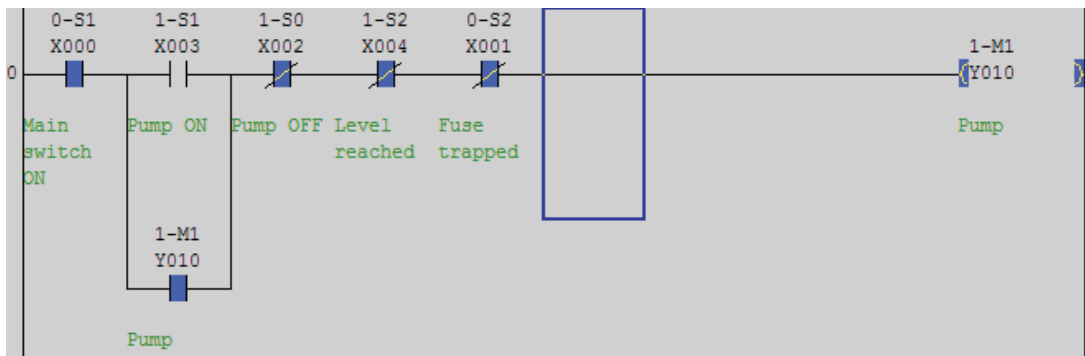 0-S1 1-S1 1-S0 1-S2 0-S2
X000 X003 X002 X004 X001 1-M1
0 Y010
Main Pump ON Pump OFF Level Fuse Pump
switch reached trapped
ON
1-M1
Y010
Pump